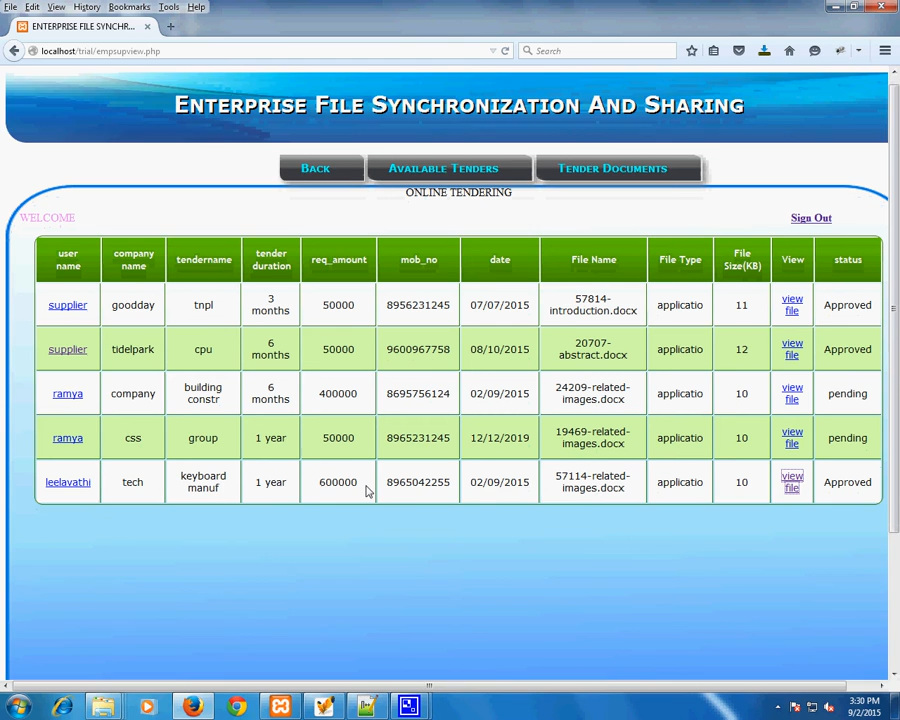 File Edit View History Bookmarks Tools Help
ENTERPRISE FILE SYNCHR...
localhost/trial/empsupview.php
Search
ENTERPRISE FILE SYNCHRONIZATION AND SHARING
BACK AVAILABLE TENDERS TENDER DOCUMENTS
ONLINE TENDERING
WELCOME
Sign Out
user name company name tendername tender duration req_amount mob_no date File Name File Type File Size(KB) View status
supplier goodday tnpl 3 months 50000 8956231245 07/07/2015 57814-introduction.docx applicatio 11 view file Approved
supplier tidelpark cpu 6 months 50000 9600967758 08/10/2015 20707-abstract.docx applicatio 12 view file Approved
ramya company building constr 6 months 400000 8695756124 02/09/2015 24209-related-images.docx applicatio 10 view file pending
ramya css group 1 year 50000 8965231245 12/12/2019 19469-related-images.docx applicatio 10 view file pending
leelavathi tech keyboard manuf 1 year 600000 8965042255 02/09/2015 57114-related-images.docx applicatio 10 view file Approved
3:30 PM
9/2/2015